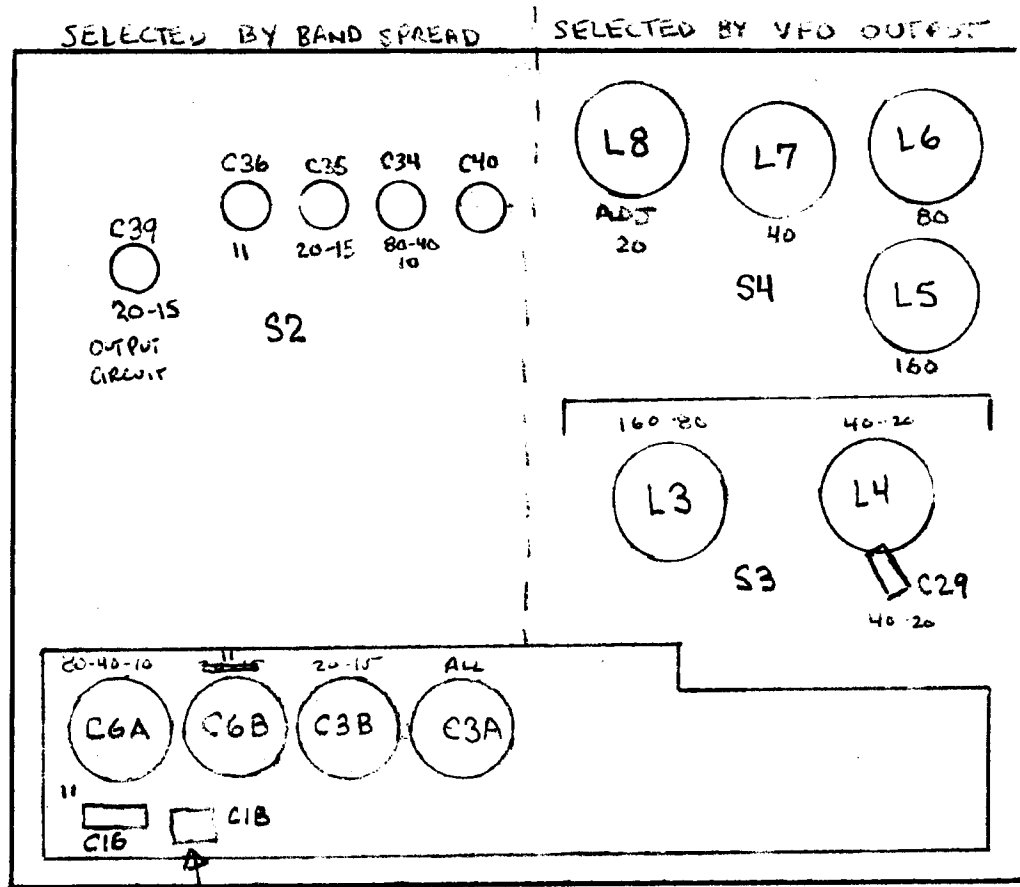 SELECTED BY BAND SPREAD
SELECTED BY VFO OUTPUT
C36 C35 C34 C40
11 20-15 80-40
10
C39
20-15
OUTPUT
CIRCUIT
S2
L8 L7 L6
ADJ
20
40
80
S4
L5
160
160-80 40-20
L3 L4
S3
C29
40-20
80-40-10 11 20-15 ALL
C6A C6B C3B C3A
11
C16
C1B